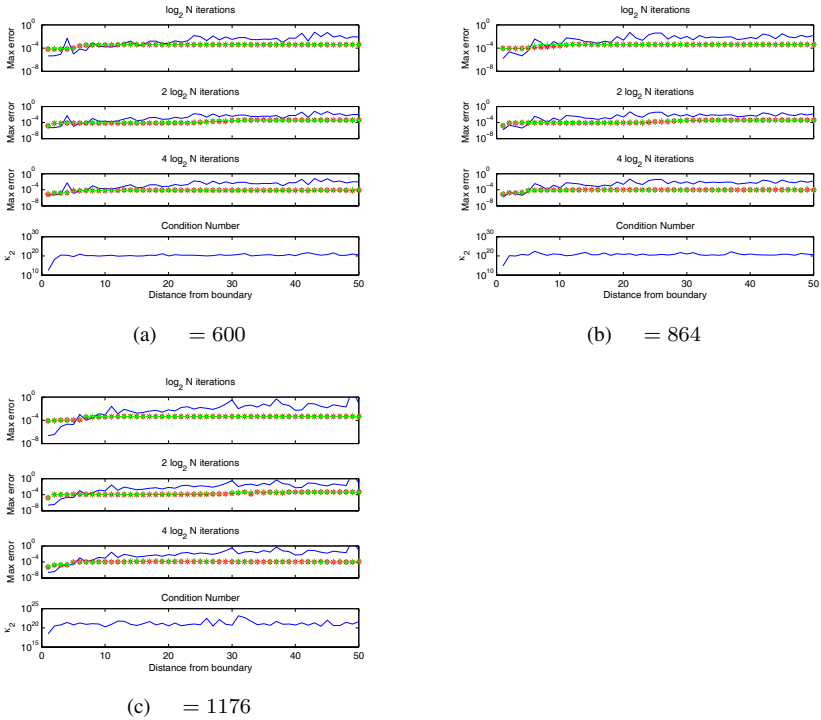 log2 N iterations
Max error
10^0
10^-4
10^-8
2 log2 N iterations
Max error
10^0
10^-4
10^-8
4 log2 N iterations
Max error
10^0
10^-4
10^-8
Condition Number
κ2
10^30
10^20
10^10
0 10 20 30 40 50
Distance from boundary
(a) = 600
log2 N iterations
Max error
10^0
10^-4
10^-8
2 log2 N iterations
Max error
10^0
10^-4
10^-8
4 log2 N iterations
Max error
10^0
10^-4
10^-8
Condition Number
κ2
10^30
10^20
10^10
0 10 20 30 40 50
Distance from boundary
(b) = 864
log2 N iterations
Max error
10^0
10^-4
10^-8
2 log2 N iterations
Max error
10^0
10^-4
10^-8
4 log2 N iterations
Max error
10^0
10^-4
10^-8
Condition Number
κ2
10^25
10^20
10^15
0 10 20 30 40 50
Distance from boundary
(c) = 1176